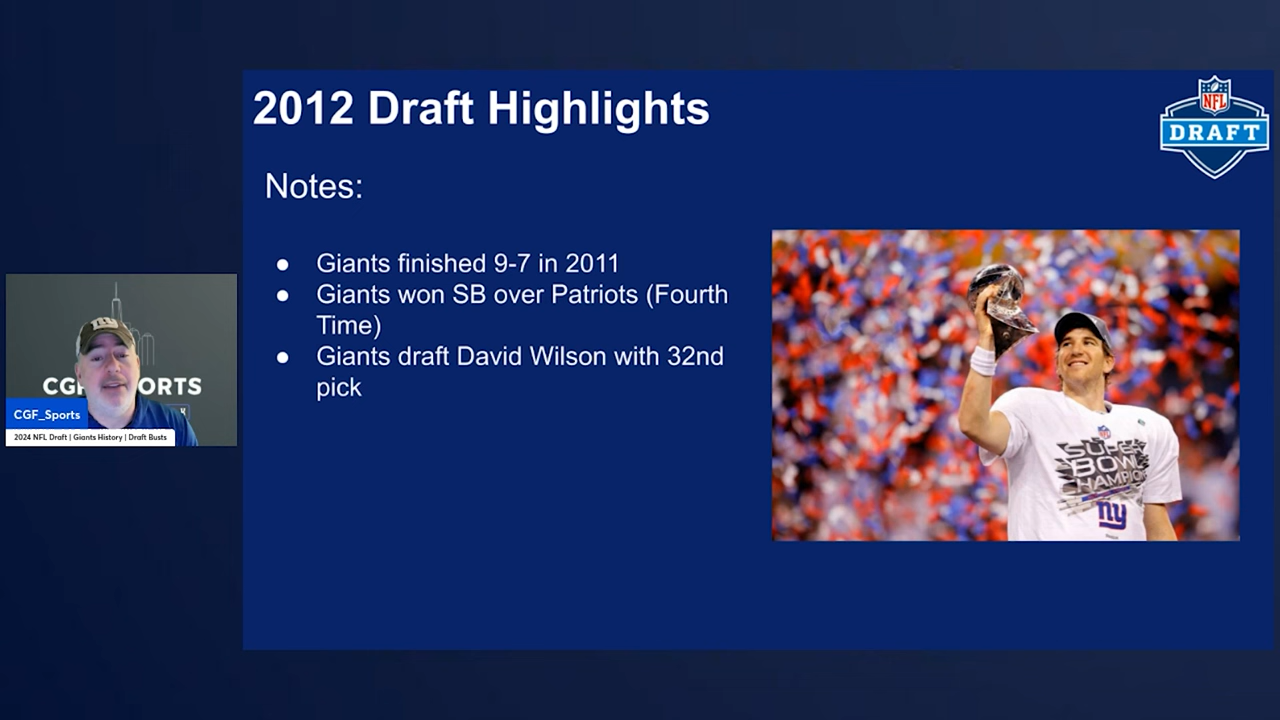 2012 Draft Highlights
NFL
DRAFT
Notes:
● Giants finished 9-7 in 2011
● Giants won SB over Patriots (Fourth
Time)
● Giants draft David Wilson with 32nd
pick
CGF_Sports
2024 NFL Draft | Giants History | Draft Busts
SUPER
BOWL
ny